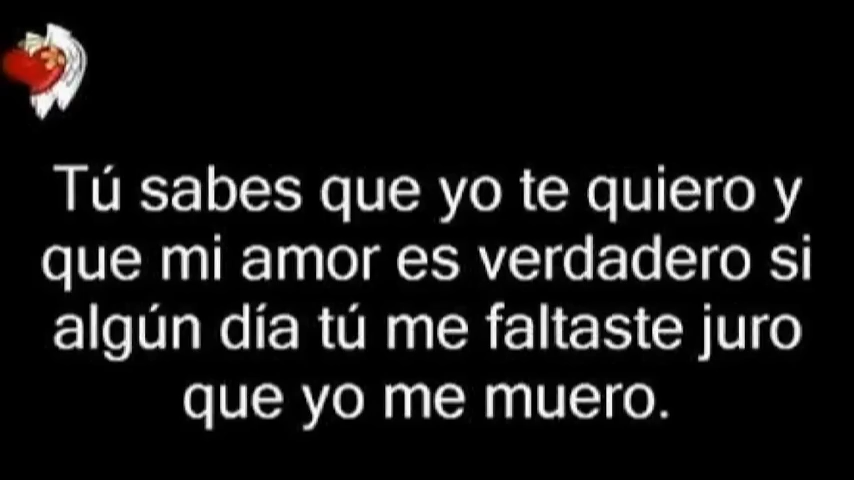 Tú sabes que yo te quiero y
que mi amor es verdadero si
algún día tú me faltaste juro
que yo me muero.